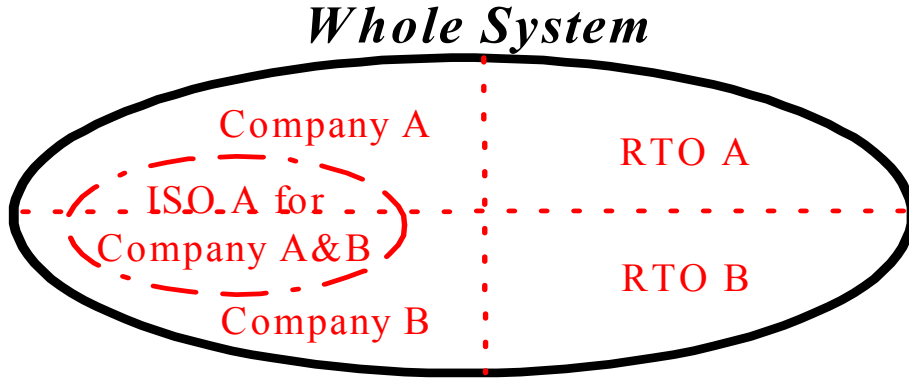 Whole System
Company A
RTO A
ISO A for
Company A&B
RTO B
Company B